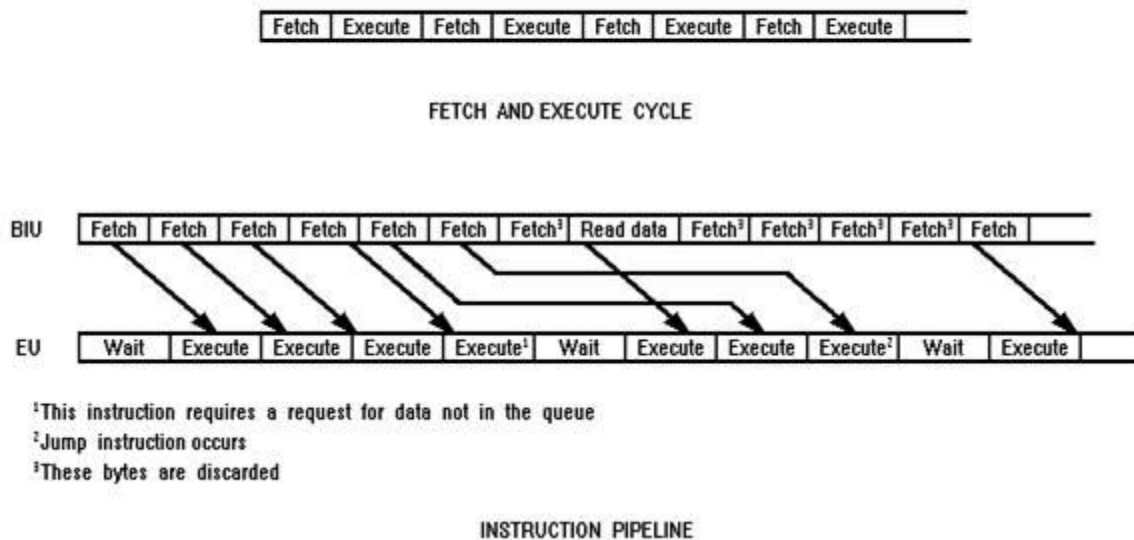 Fetch Execute Fetch Execute Fetch Execute Fetch Execute
FETCH AND EXECUTE CYCLE
BIU Fetch Fetch Fetch Fetch Fetch Fetch Fetch³ Read data Fetch³ Fetch³ Fetch³ Fetch³ Fetch
EU Wait Execute Execute Execute Execute¹ Wait Execute Execute Execute² Wait Execute
¹This instruction requires a request for data not in the queue
²Jump instruction occurs
³These bytes are discarded
INSTRUCTION PIPELINE